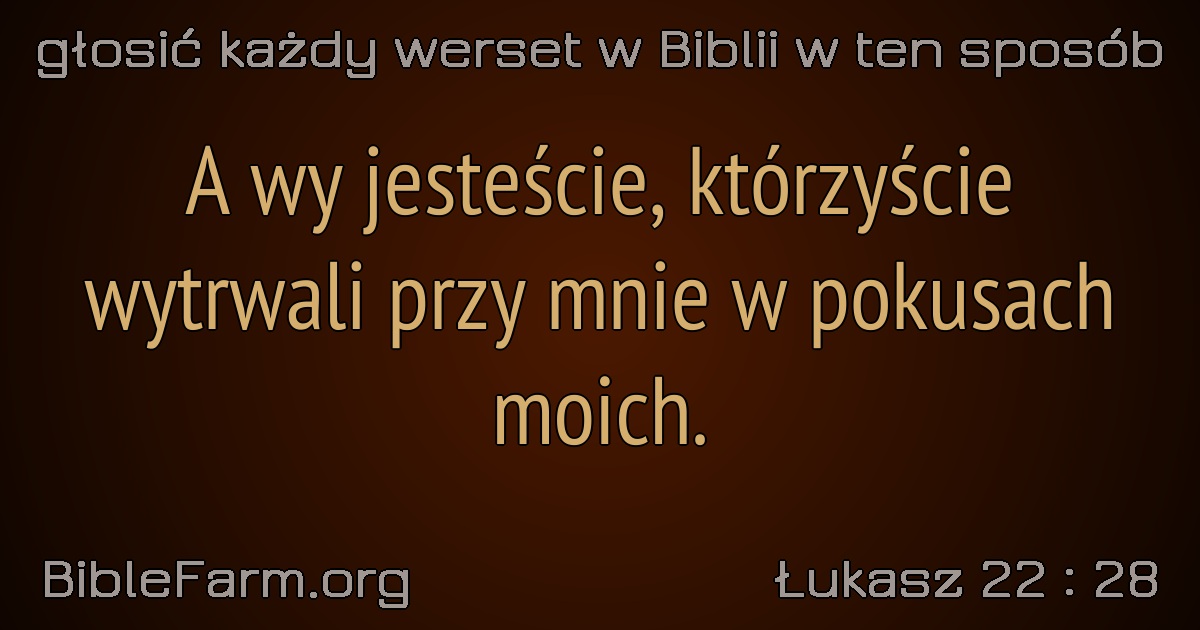 głosić każdy werset w Biblii w ten sposób
A wy jesteście, którzyście
wytrwali przy mnie w pokusach
moich.
BibleFarm.org
Łukasz 22 : 28